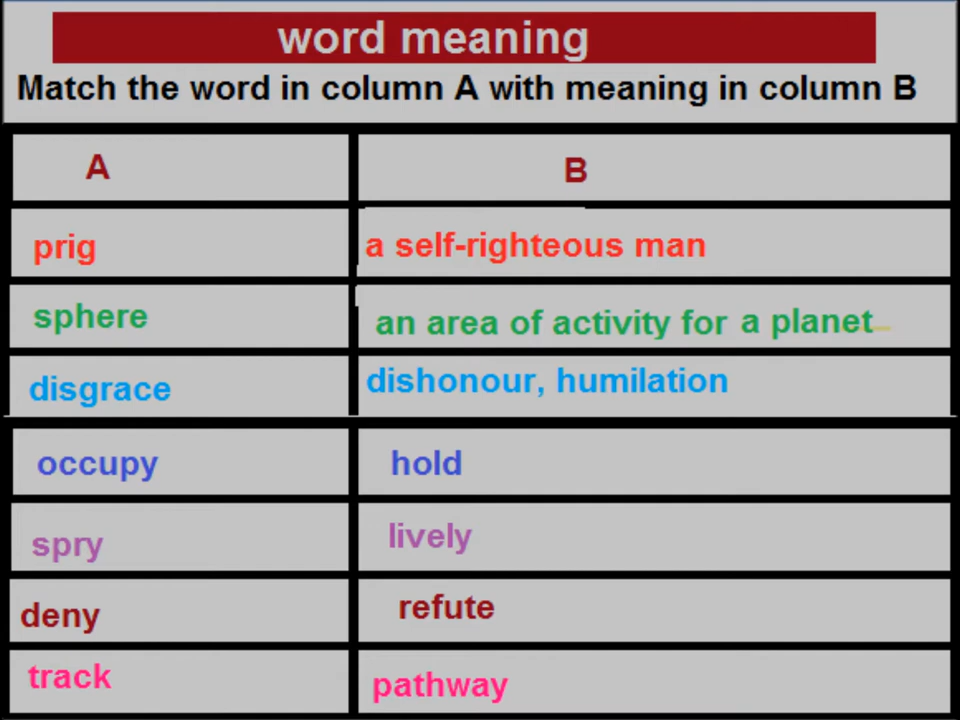 word meaning
Match the word in column A with meaning in column B
A B
prig a self-righteous man
sphere an area of activity for a planet
disgrace dishonour, humilation
occupy hold
spry lively
deny refute
track pathway